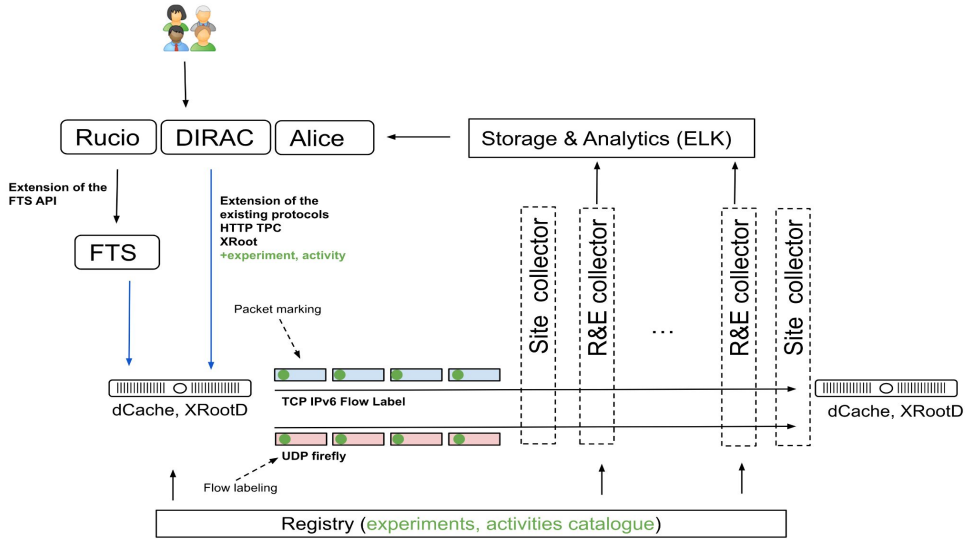 Rucio
DIRAC
Alice
Storage & Analytics (ELK)
Extension of the
FTS API
Extension of the
existing protocols
HTTP TPC
XRoot
+experiment, activity
FTS
Packet marking
Site collector
R&E collector
...
R&E collector
Site collector
dCache, XRootD
TCP IPv6 Flow Label
dCache, XRootD
UDP firefly
Flow labeling
Registry (experiments, activities catalogue)